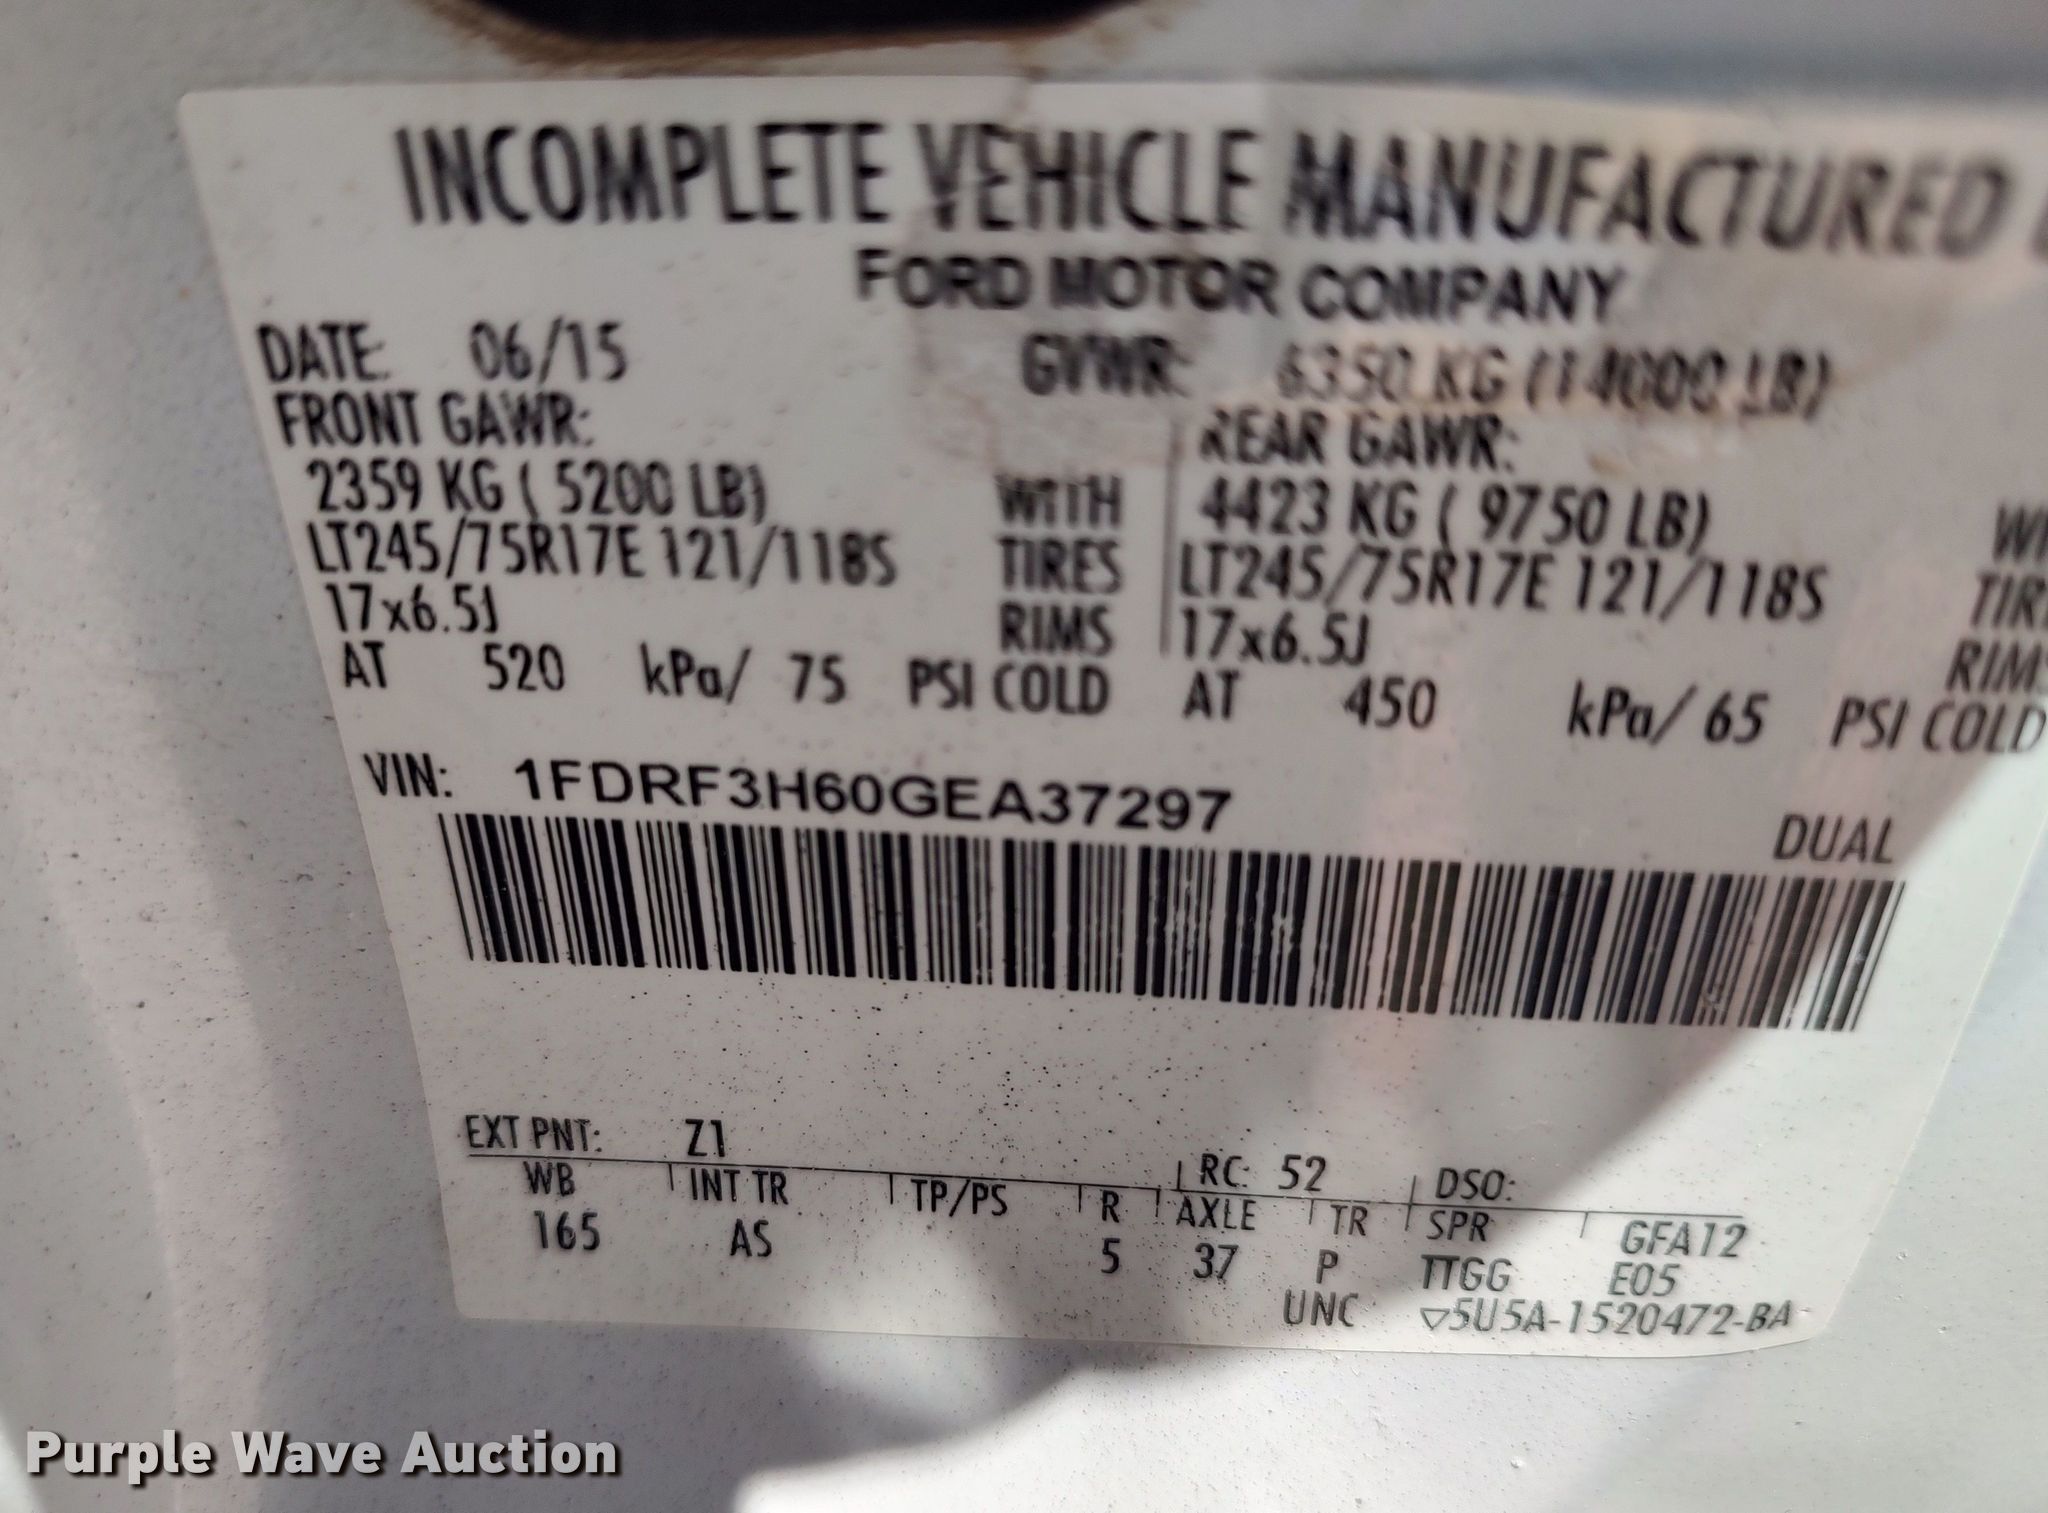 INCOMPLETE VEHICLE MANUFACTURED
FORD MOTOR COMPANY
DATE: 06/15 GVWR: 6350 KG (14000 LB)
FRONT GAWR: REAR GAWR:
2359 KG ( 5200 LB) WITH 4423 KG ( 9750 LB)
LT245/75R17E 121/118S TIRES LT245/75R17E 121/118S
17x6.5J RIMS 17x6.5J RIMS
AT 520 kPa/ 75 PSI COLD AT 450 kPa/ 65 PSI COLD
VIN: 1FDRF3H60GEA37297
DUAL
EXT PNT: Z1 RC: 52 DSO:
WB INT TR TP/PS R AXLE TR SPR GFA12
165 AS 5 37 P TTGG E05
UNC ▽5U5A-1520472-BA
Purple Wave Auction